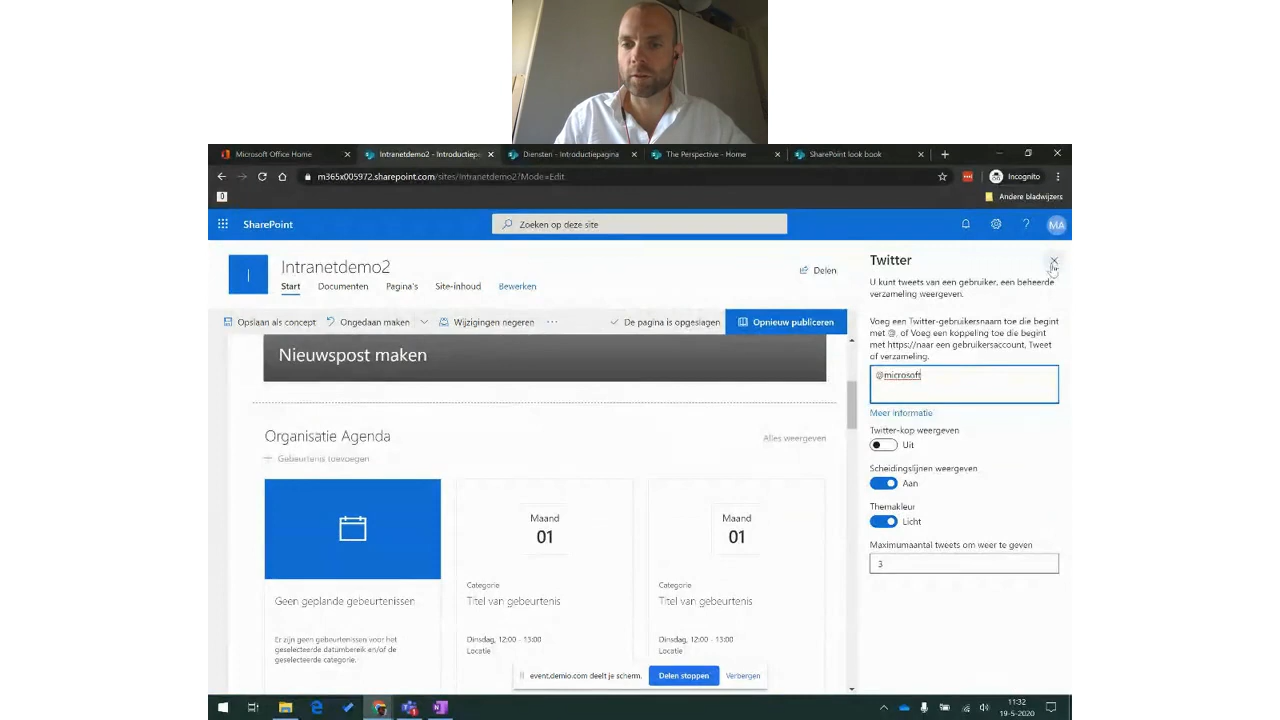 Microsoft Office Home
Intranetdemo2 - Introductiep
Diensten - Introductiepagina
The Perspective - Home
SharePoint look book
m365x005972.sharepoint.com/sites/Intranetdemo2?Mode=Edit
Incognito
0
Andere bladwijzers
SharePoint
Zoeken op deze site
MA
I
Intranetdemo2
Start
Documenten
Pagina's
Site-inhoud
Bewerken
Delen
Opslaan als concept
Ongedaan maken
Wijzigingen negeren
De pagina is opgeslagen
Opnieuw publiceren
Nieuwspost maken
Organisatie Agenda
Alles weergeven
Gebeurtenis toevoegen
Geen geplande gebeurtenissen
Er zijn geen gebeurtenissen voor het
geselecteerde datumbereik en/of de
geselecteerde categorie.
Maand
01
Categorie
Titel van gebeurtenis
Dinsdag, 12:00 - 13:00
Locatie
Maand
01
Categorie
Titel van gebeurtenis
Dinsdag, 12:00 - 13:00
Locatie
Twitter
U kunt tweets van een gebruiker, een beheerde
verzameling weergeven.
Voeg een Twitter-gebruikersnaam toe die begint
met @, of Voeg een koppeling toe die begint
met https://naar een gebruikersaccount, Tweet
of verzameling.
@microsoft
Meer informatie
Twitter-kop weergeven
Uit
Scheidingslijnen weergeven
Aan
Themakleur
Licht
Maximumaantal tweets om weer te geven
3
event.demio.com deelt je scherm.
Delen stoppen
Verbergen
11:32
19-5-2020